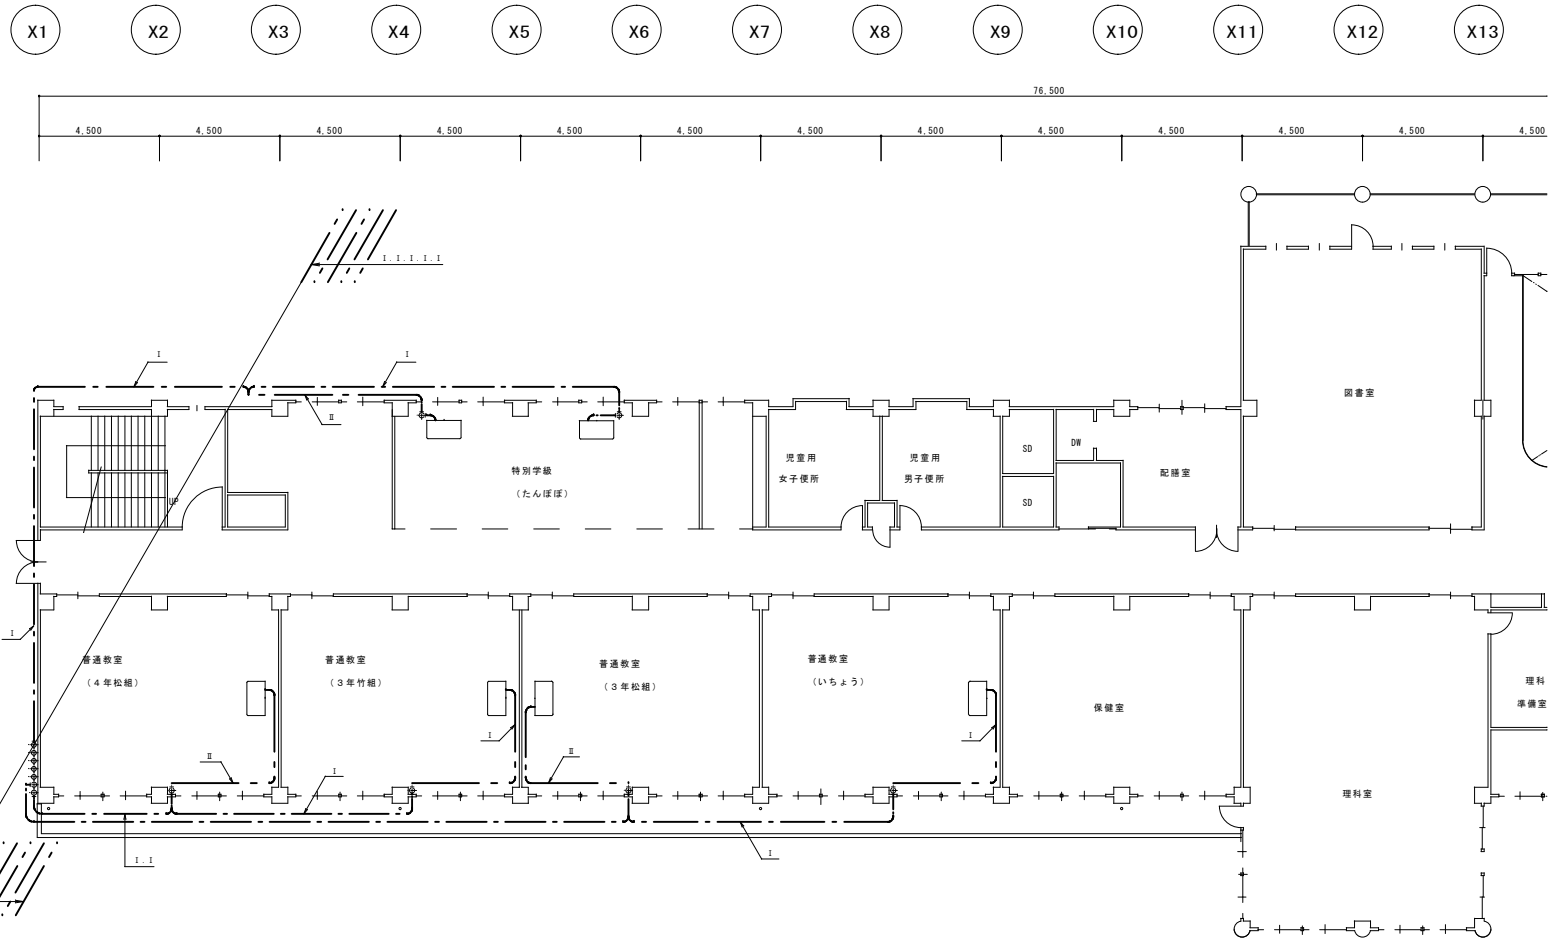 X1 X2 X3 X4 X5 X6 X7 X8 X9 X10 X11 X12 X13
76,500
4,500 4,500 4,500 4,500 4,500 4,500 4,500 4,500 4,500 4,500 4,500 4,500 4,500
I.I.I.I.I
I
I
II
図書室
特別学級
(たんぽぽ)
児童用
女子便所
児童用
男子便所
SD
SD
DW
配膳室
UP
I
普通教室
(4年松組)
普通教室
(3年竹組)
普通教室
(3年松組)
普通教室
(いちょう)
保健室
理科
準備室
I
I
II
II
I
理科室
I
I.I